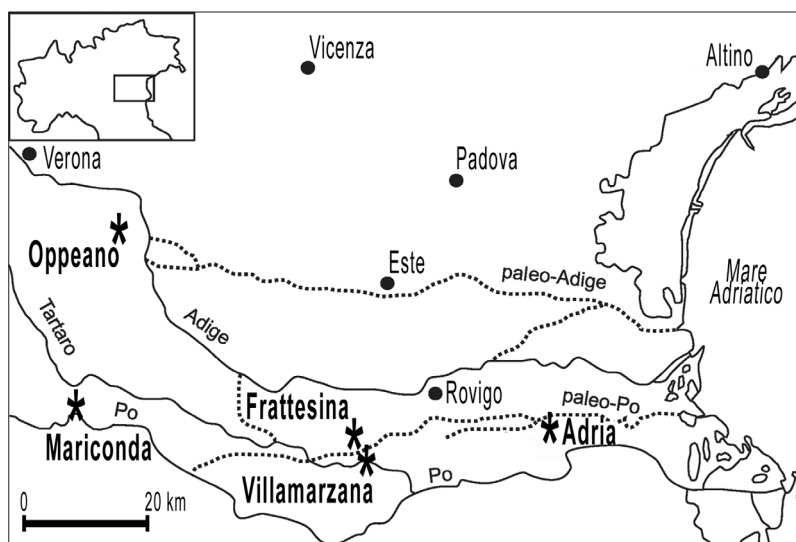 Vicenza
Altino
Verona
Padova
Oppeano
Este
paleo-Adige
Mare
Adriatico
Tartaro
Adige
Po
Frattesina
Rovigo
paleo-Po
Mariconda
Adria
Villamarzana
Po
0 20 km